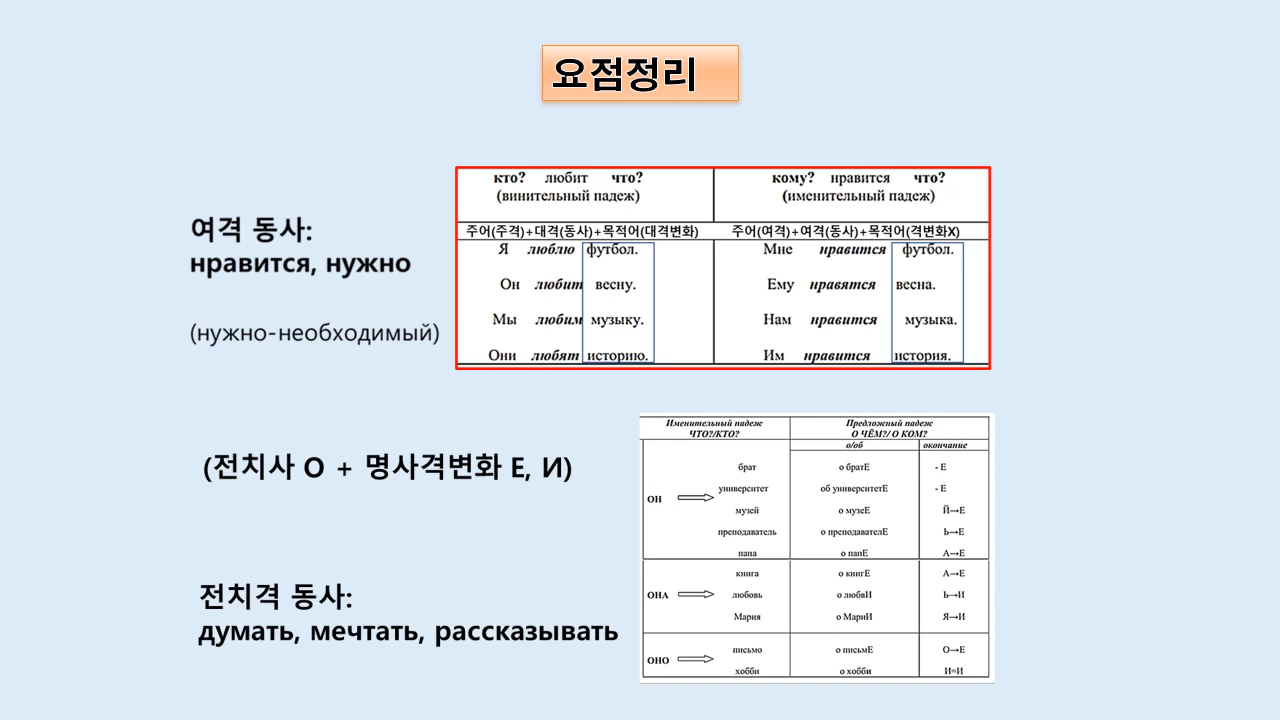 요점정리
여격 동사:
нравится, нужно
(нужно-необходимый)
кто? любит что?
(винительный падеж)
кому? нравится что?
(именительный падеж)
주어(주격)+대격(동사)+목적어(대격변화)
주어(여격)+여격(동사)+목적어(격변화X)
Я люблю футбол.
Мне нравится футбол.
Он любит весну.
Ему нравятся весна.
Мы любим музыку.
Нам нравится музыка.
Они любят историю.
Им нравится история.
(전치사 О + 명사격변화 Е, И)
전치격 동사:
думать, мечтать, рассказывать
Именительный падеж
ЧТО?/КТО?
Предложный падеж
О ЧЁМ?/ О КОМ?
о/об окончание
ОН
брат о братЕ - Е
университет об университетЕ - Е
музей о музеЕ Й→Е
преподаватель о преподавателЕ Ь→Е
папа о папЕ А→Е
ОНА
книга о книгЕ А→Е
любовь о любвИ Ь→И
Мария о МариИ Я→И
ОНО
письмо о письмЕ О→Е
хобби о хобби И=И